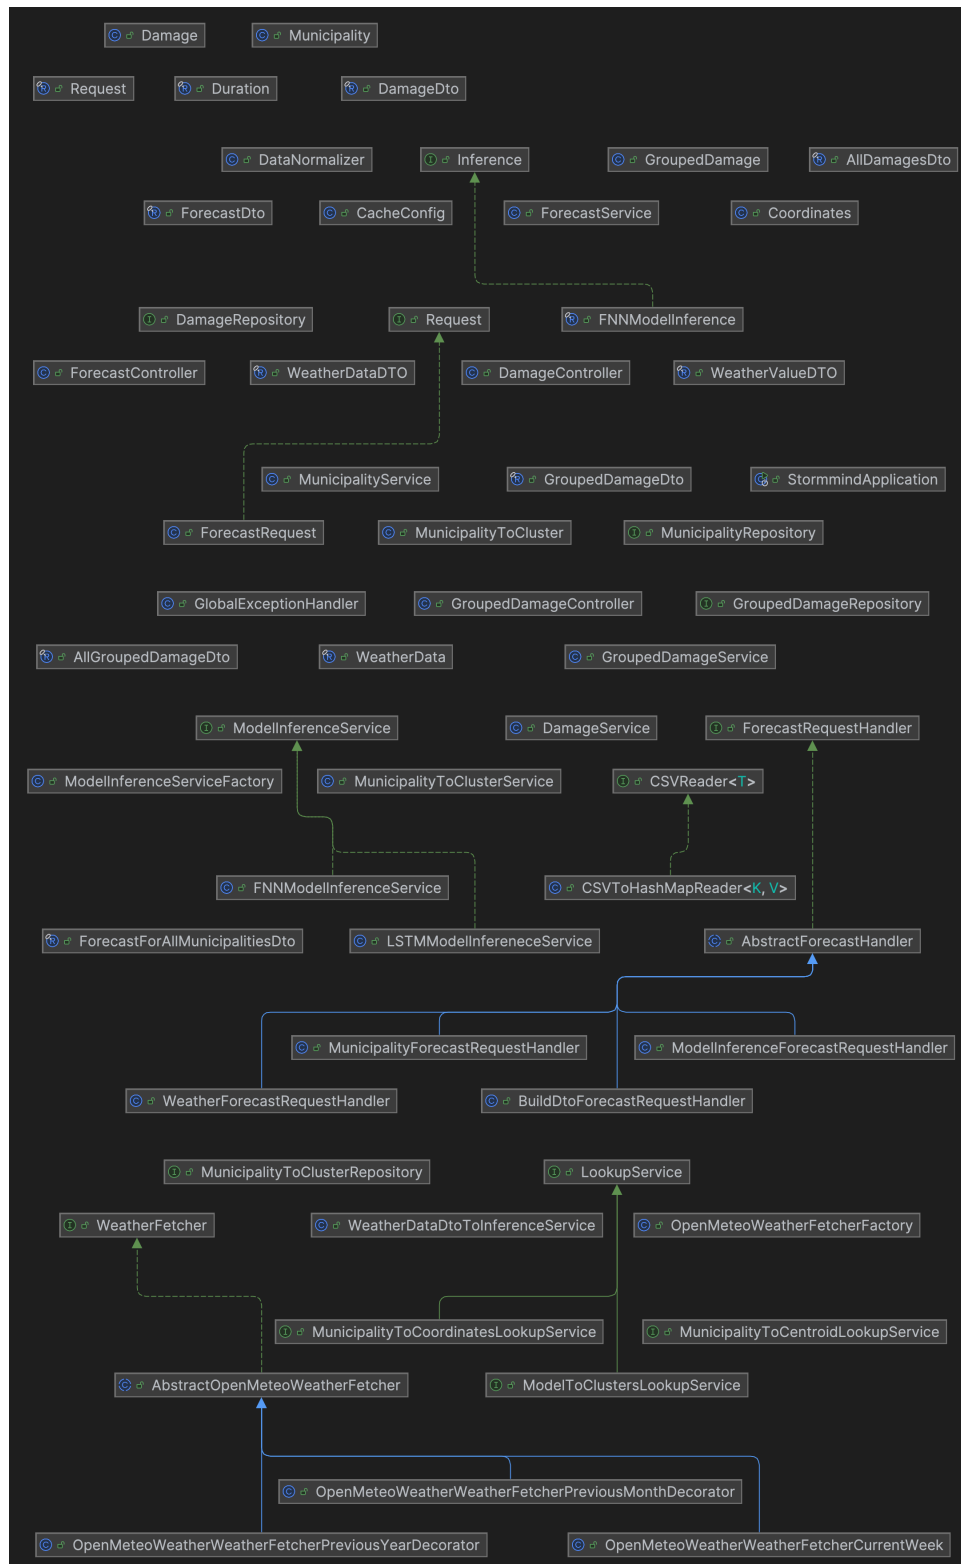 Damage Municipality
Request Duration DamageDto
DataNormalizer Inference GroupedDamage AllDamagesDto
ForecastDto CacheConfig ForecastService Coordinates
DamageRepository Request FNNModelInference
ForecastController WeatherDataDTO DamageController WeatherValueDTO
MunicipalityService GroupedDamageDto StormmindApplication
ForecastRequest MunicipalityToCluster MunicipalityRepository
GlobalExceptionHandler GroupedDamageController GroupedDamageRepository
AllGroupedDamageDto WeatherData GroupedDamageService
ModelInferenceService DamageService ForecastRequestHandler
ModelInferenceServiceFactory MunicipalityToClusterService CSVReader<T>
FNNModelInferenceService CSVToHashMapReader<K, V>
ForecastForAllMunicipalitiesDto LSTMModelInfereneceService AbstractForecastHandler
MunicipalityForecastRequestHandler ModelInferenceForecastRequestHandler
WeatherForecastRequestHandler BuildDtoForecastRequestHandler
MunicipalityToClusterRepository LookupService
WeatherFetcher WeatherDataDtoToInferenceService OpenMeteoWeatherFetcherFactory
MunicipalityToCoordinatesLookupService MunicipalityToCentroidLookupService
AbstractOpenMeteoWeatherFetcher ModelToClustersLookupService
OpenMeteoWeatherWeatherFetcherPreviousMonthDecorator
OpenMeteoWeatherWeatherFetcherPreviousYearDecorator OpenMeteoWeatherWeatherFetcherCurrentWeek